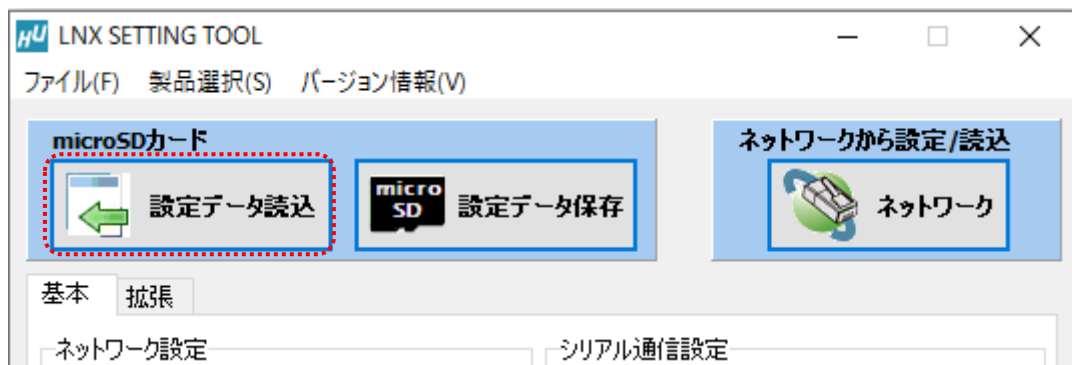 HU LNX SETTING TOOL
ファイル(F) 製品選択(S) バージョン情報(V)
microSDカード
設定データ読込
micro
SD
設定データ保存
ネットワークから設定/読込
ネットワーク
基本 拡張
ネットワーク設定
シリアル通信設定